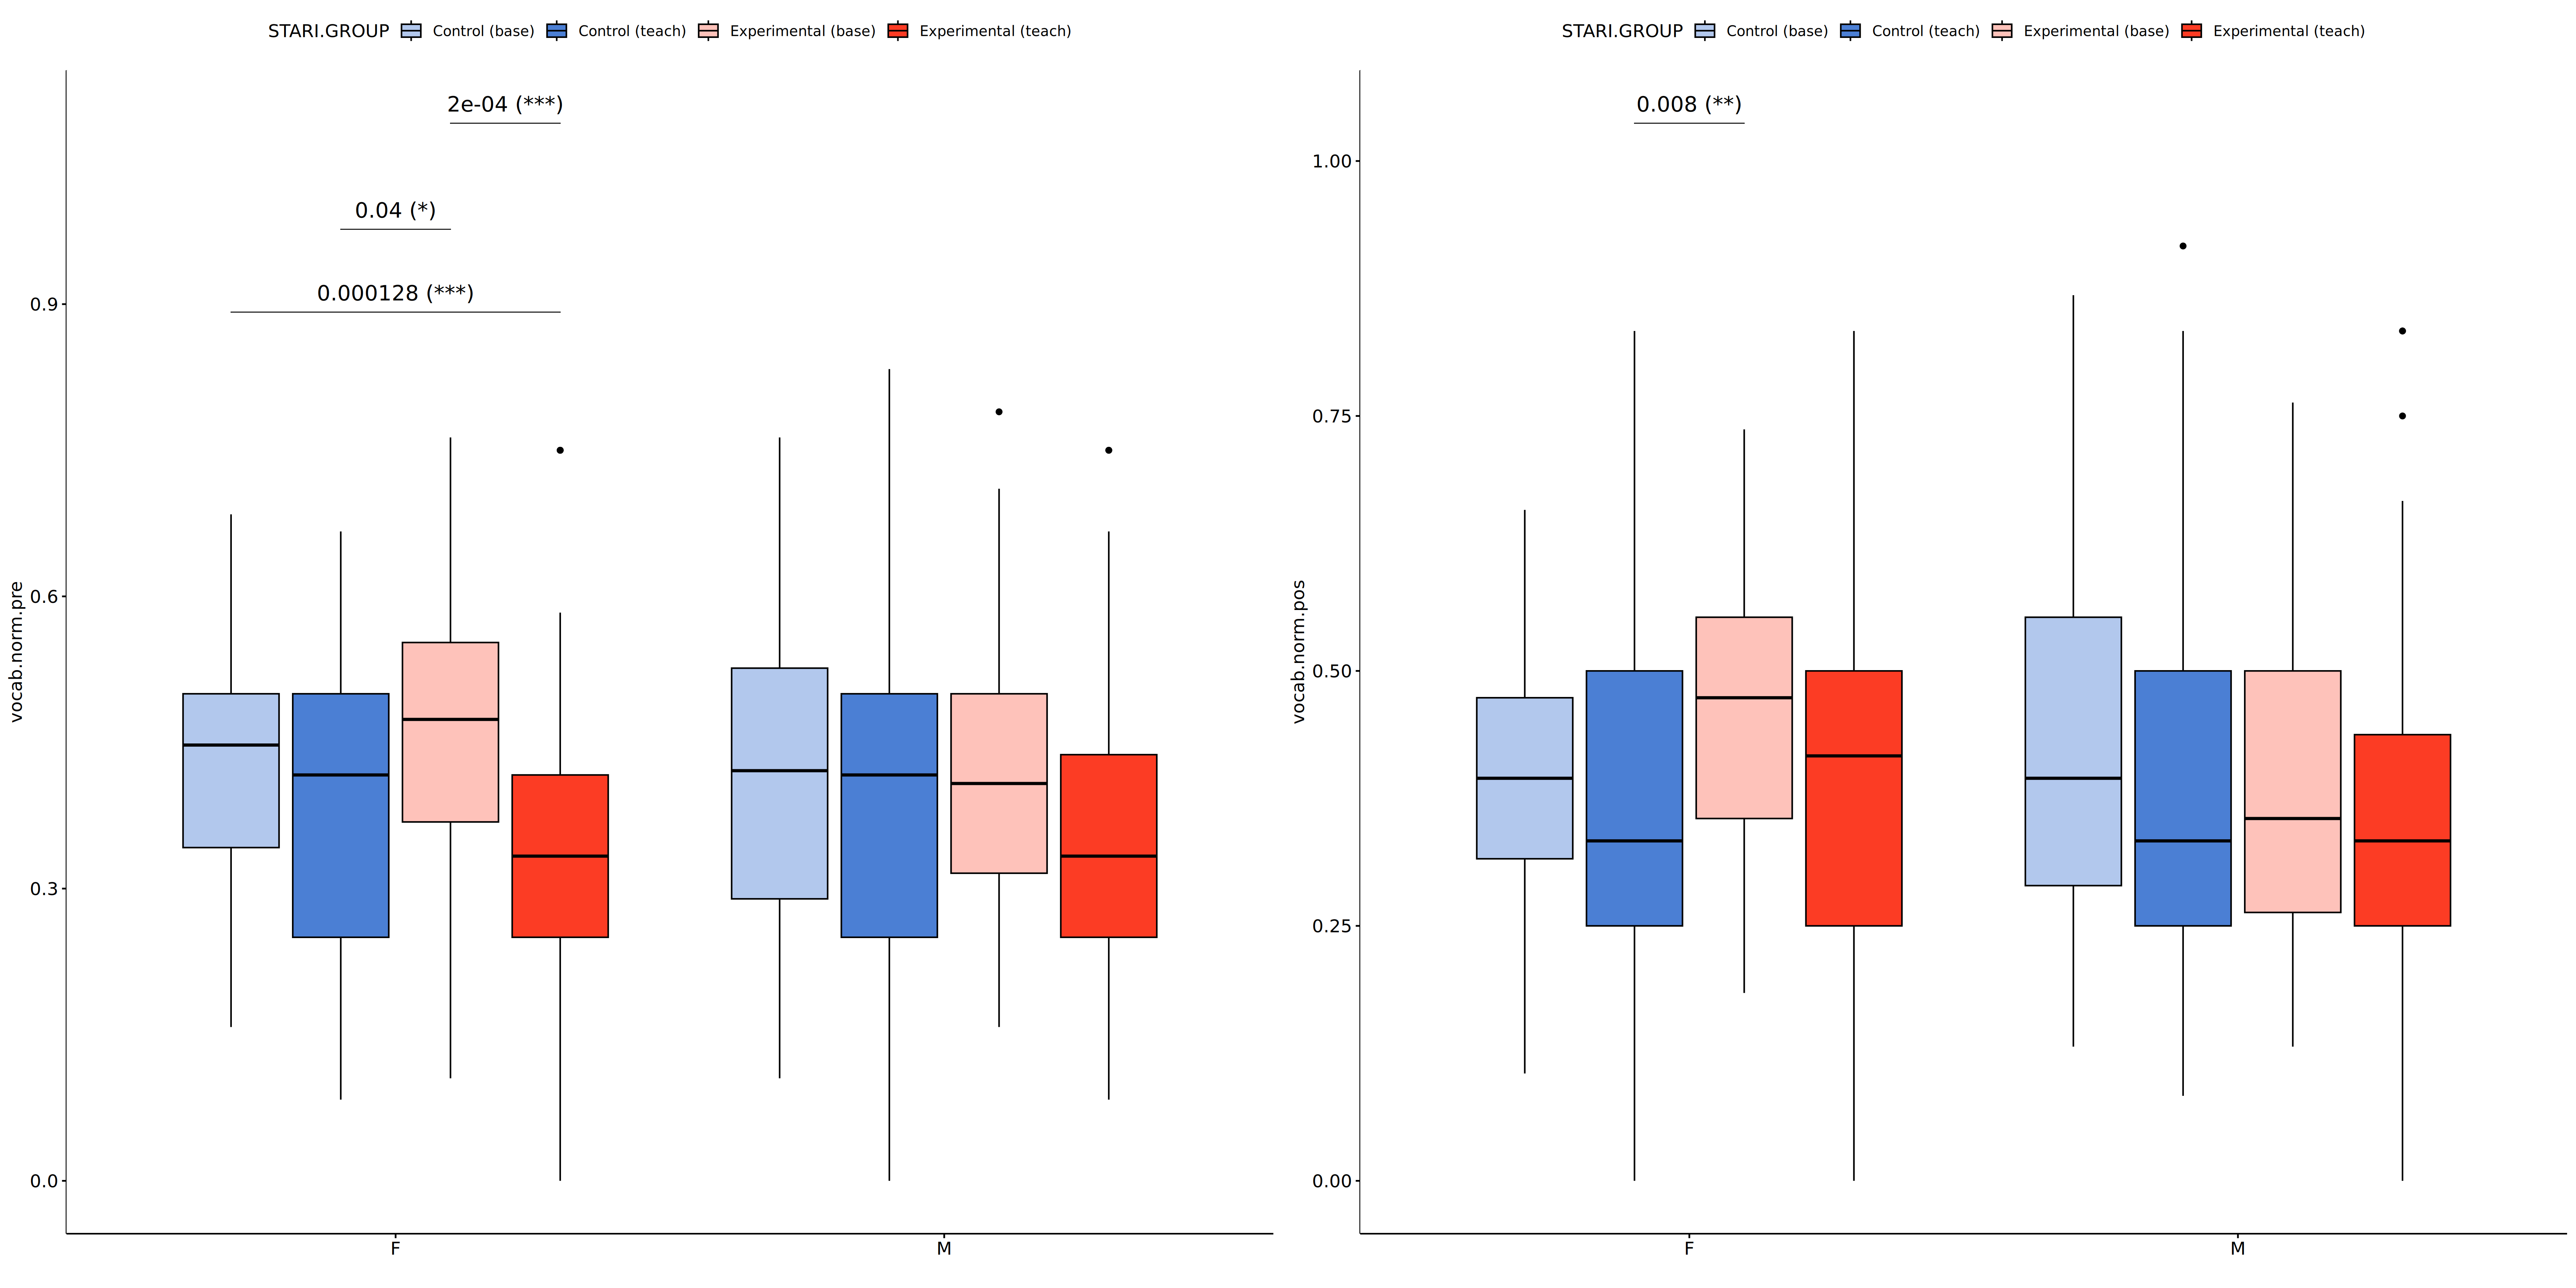 STARI.GROUP Control (base) Control (teach) Experimental (base) Experimental (teach)
2e-04 (***)
0.04 (*)
0.000128 (***)
0.9
0.6
0.3
0.0
vocab.norm.pre
F M
STARI.GROUP Control (base) Control (teach) Experimental (base) Experimental (teach)
0.008 (**)
1.00
0.75
0.50
0.25
0.00
vocab.norm.pos
F M